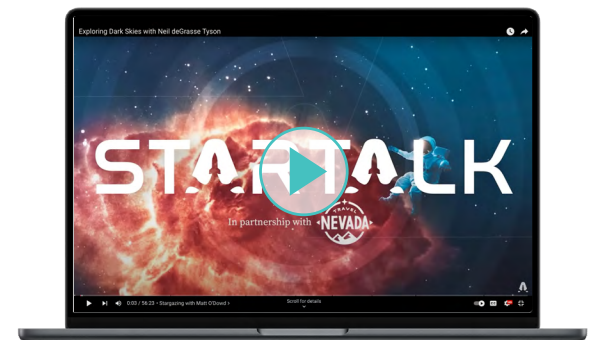 Exploring Dark Skies with Neil deGrasse Tyson
STARTALK
In partnership with
TRAVEL
NEVADA
0:03 / 56:23 • Stargazing with Matt O'Dowd >
Scroll for details